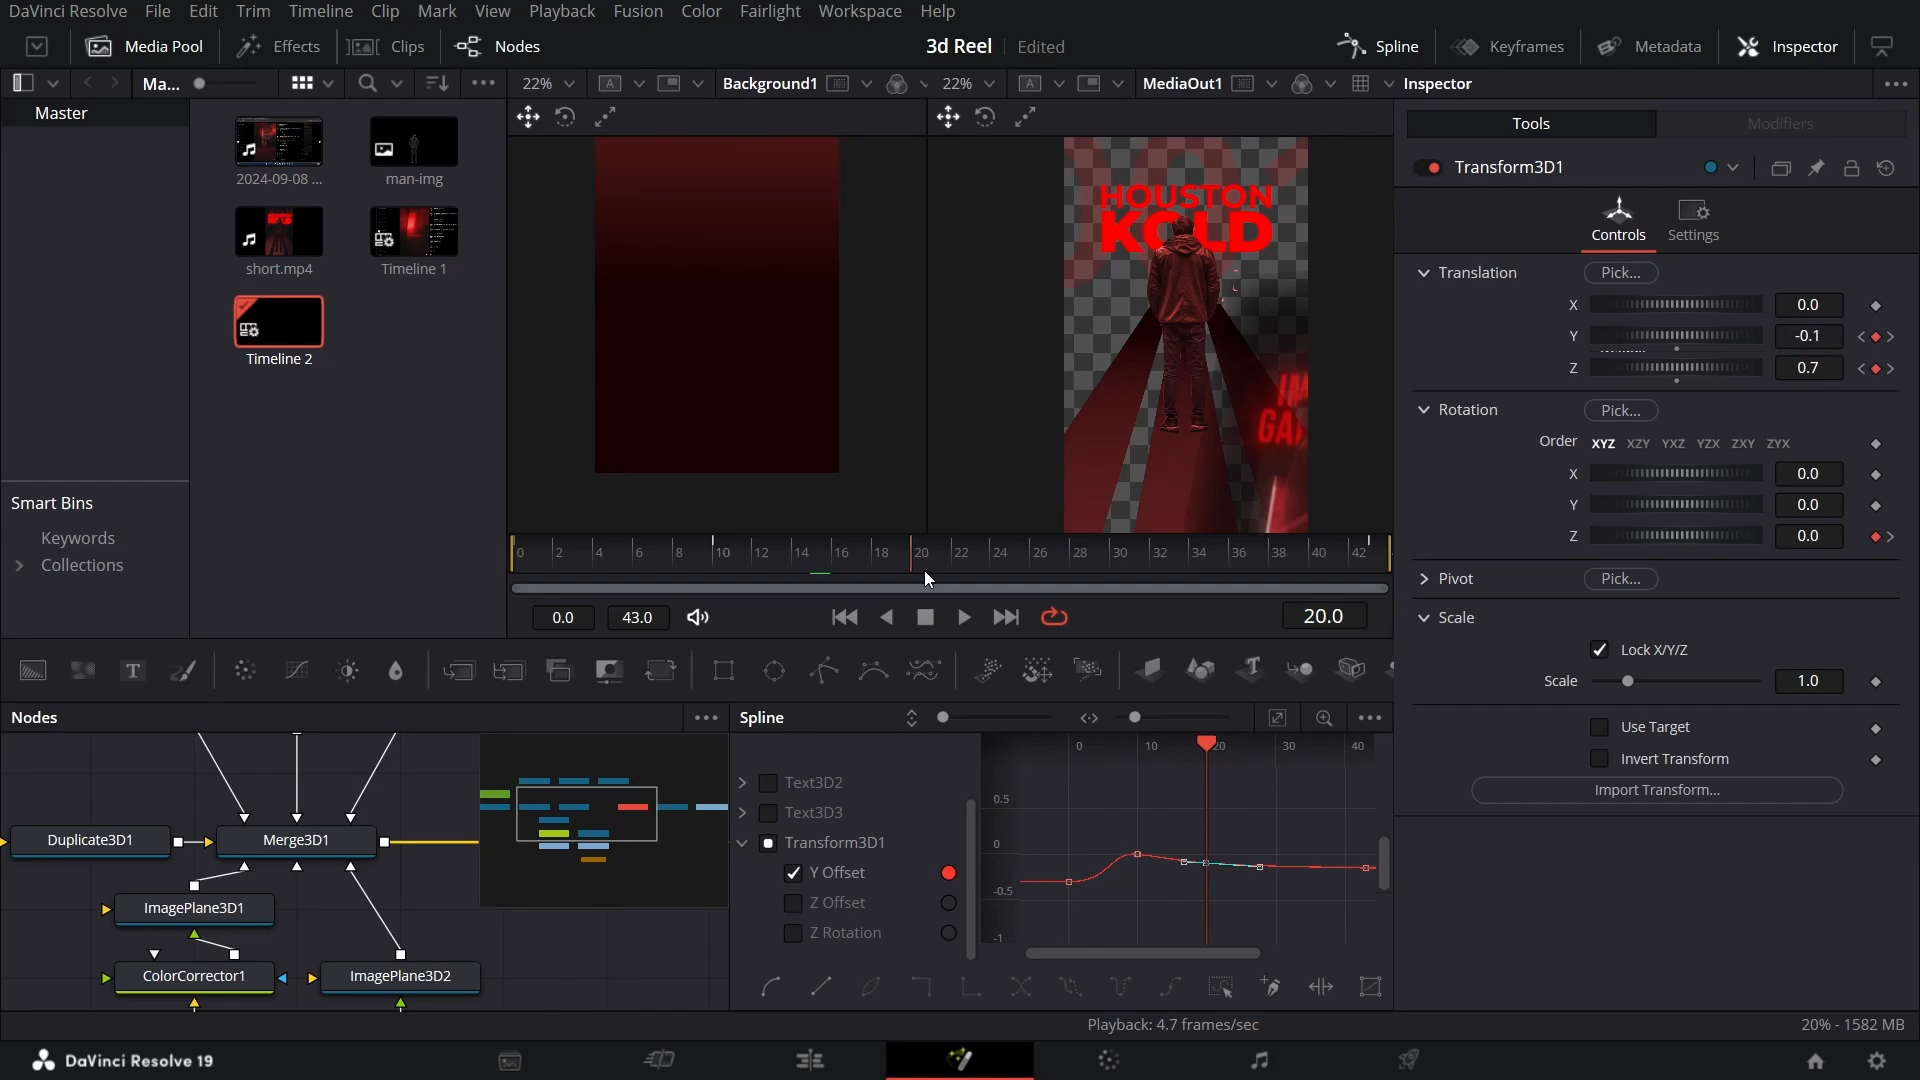 DaVinci Resolve File Edit Trim Timeline Clip Mark View Playback Fusion Color Fairlight Workspace Help
Media Pool Effects Clips Nodes 3d Reel Edited Spline Keyframes Metadata Inspector
Ma... 22% A Background1 22% A MediaOut1 Inspector
Master
2024-09-08 ...
man-img
short.mp4
Timeline 1
Timeline 2
Smart Bins
Keywords
Collections
HOUSTON
KOLD
0 2 4 6 8 10 12 14 16 18 20 22 24 26 28 30 32 34 36 38 40 42
0.0 43.0 20.0
Tools Modifiers
Transform3D1
Controls Settings
Translation Pick...
X 0.0
Y -0.1
Z 0.7
Rotation Pick...
Order XYZ XZY YXZ YZX ZXY ZYX
X 0.0
Y 0.0
Z 0.0
Pivot Pick...
Scale
Lock X/Y/Z
Scale 1.0
Use Target
Invert Transform
Import Transform...
T T
Nodes
Duplicate3D1
Merge3D1
ImagePlane3D1
ColorCorrector1
ImagePlane3D2
Spline
0 10 20 30 40
Text3D2
Text3D3
Transform3D1
Y Offset
Z Offset
Z Rotation
0.5
0
-0.5
-1
Playback: 4.7 frames/sec 20% - 1582 MB
DaVinci Resolve 19